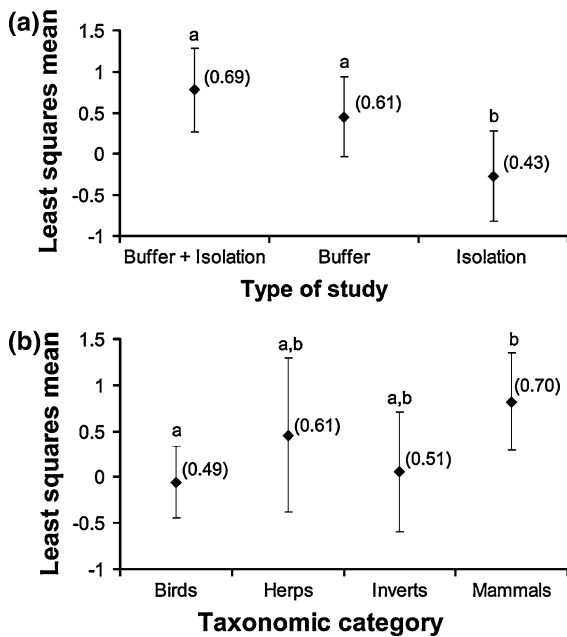 (a)
Least squares mean
1.5
1
0.5
0
-0.5
-1
a
(0.69)
a
(0.61)
b
(0.43)
Buffer + Isolation
Buffer
Isolation
Type of study
(b)
Least squares mean
1.5
1
0.5
0
-0.5
-1
a
(0.49)
a,b
(0.61)
a,b
(0.51)
b
(0.70)
Birds
Herps
Inverts
Mammals
Taxonomic category